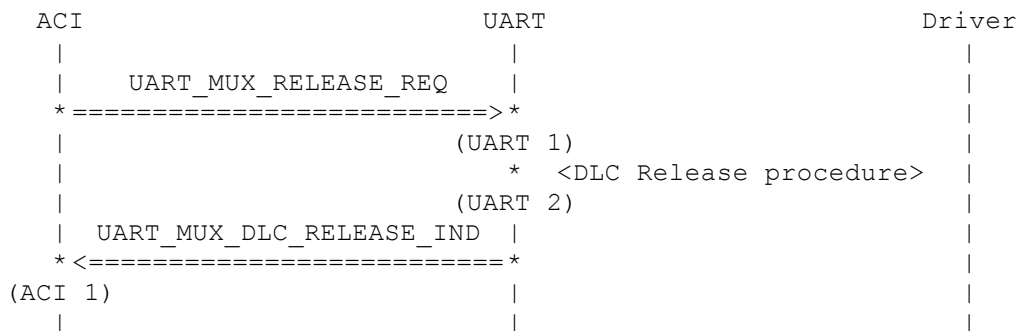 ACI UART Driver
UART_MUX_RELEASE_REQ
(UART 1)
<DLC Release procedure>
(UART 2)
UART_MUX_DLC_RELEASE_IND
(ACI 1)